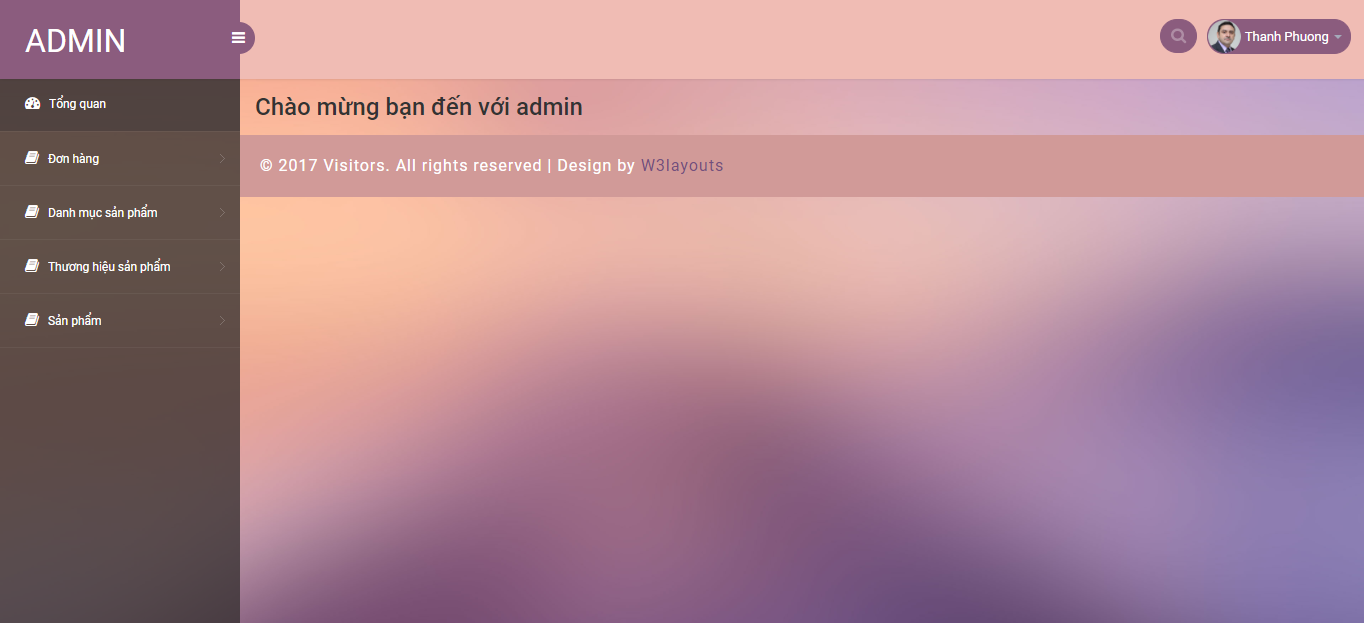 ADMIN
Thanh Phuong
Tổng quan
Đơn hàng
Danh mục sản phẩm
Thương hiệu sản phẩm
Sản phẩm
Chào mừng bạn đến với admin
© 2017 Visitors. All rights reserved | Design by W3layouts